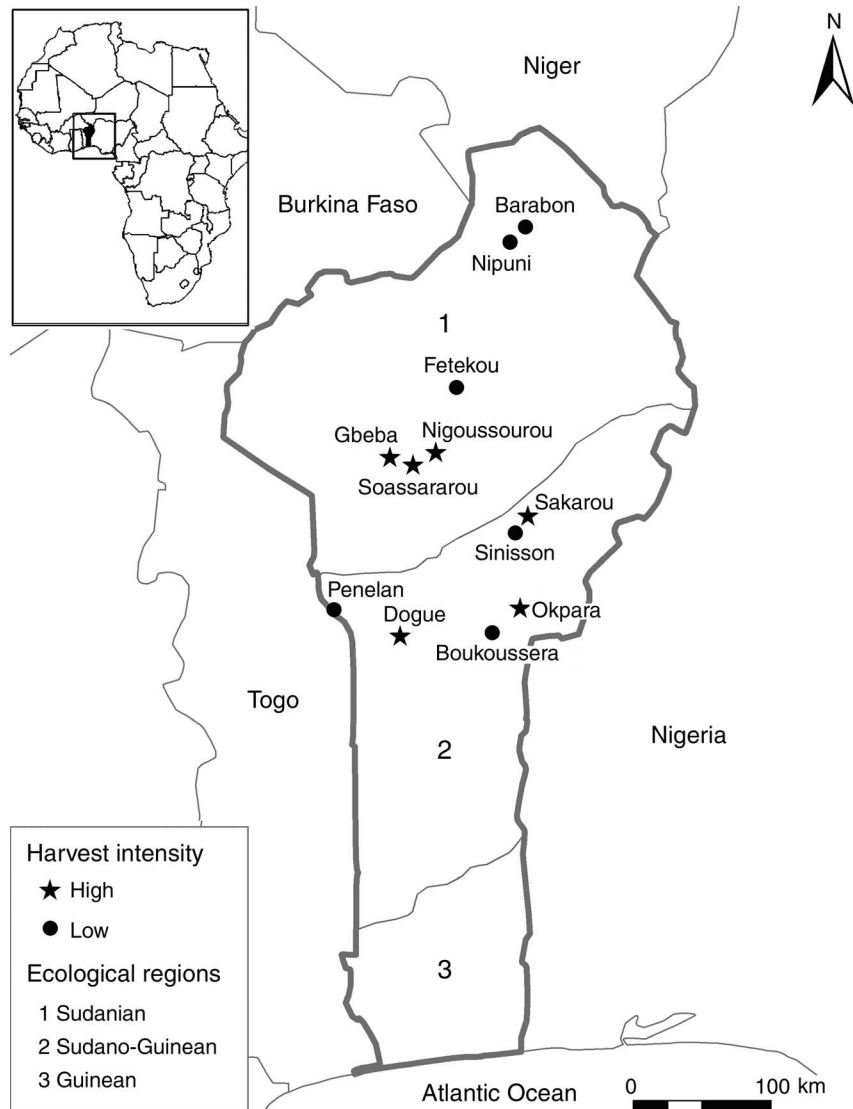 N
Niger
Burkina Faso
Barabon
Nipuni
1
Fetekou
Gbeba
Nigoussourou
Soassararou
Sakarou
Sinisson
Penelan
Dogue
Okpara
Boukoussera
Togo
2
Nigeria
Harvest intensity
High
Low
Ecological regions
1 Sudanian
2 Sudano-Guinean
3 Guinean
3
Atlantic Ocean
0 100 km